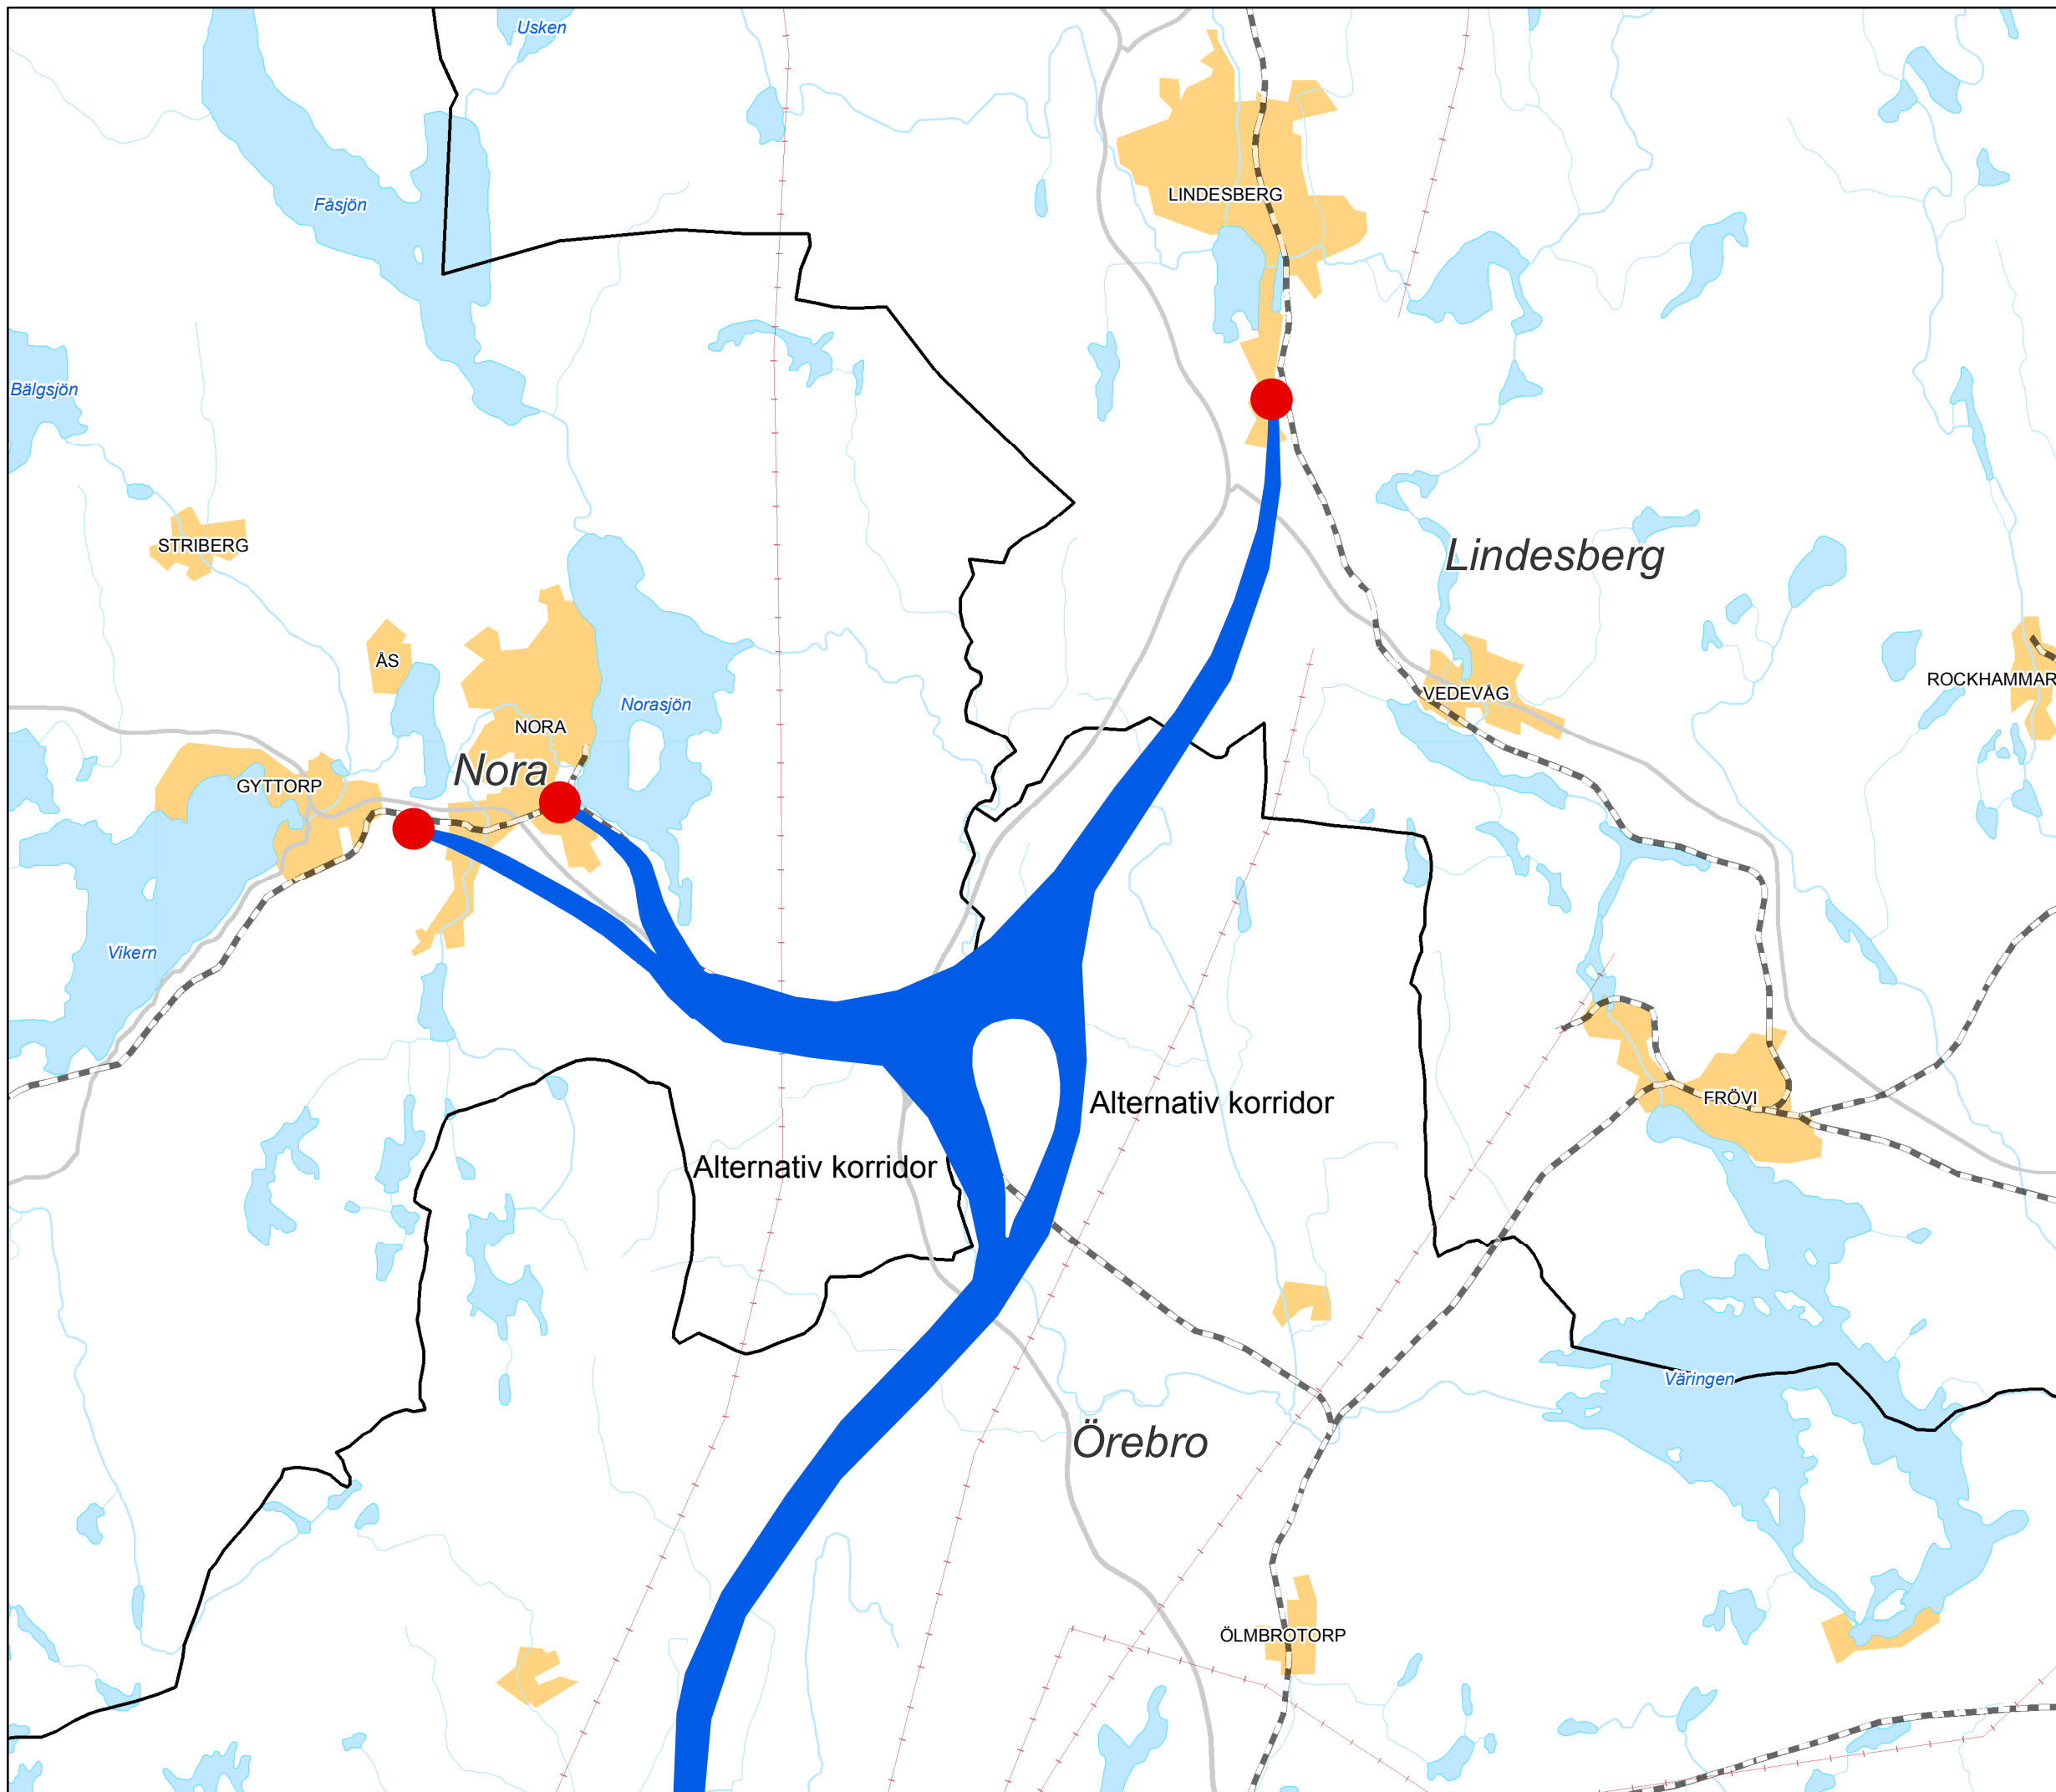 Usken
LINDESBERG
Fåsjön
Bälgsjön
STRIBERG
Lindesberg
ÅS
ROCKHAMMAR
VEDEVÅG
Norasjön
NORA
Nora
GYTTORP
Vikern
FRÖVI
Alternativ korridor
Alternativ korridor
Väringen
Örebro
ÖLMBROTORP